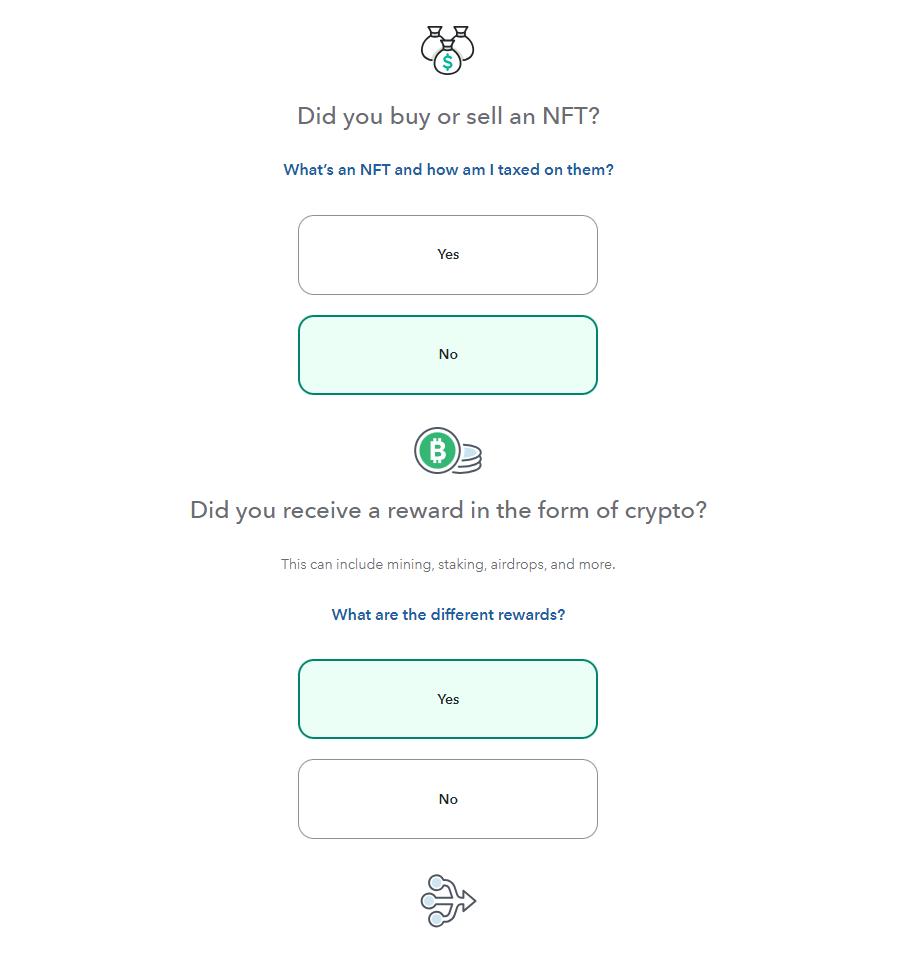 $
Did you buy or sell an NFT?
What’s an NFT and how am I taxed on them?
Yes
No
B
Did you receive a reward in the form of crypto?
This can include mining, staking, airdrops, and more.
What are the different rewards?
Yes
No